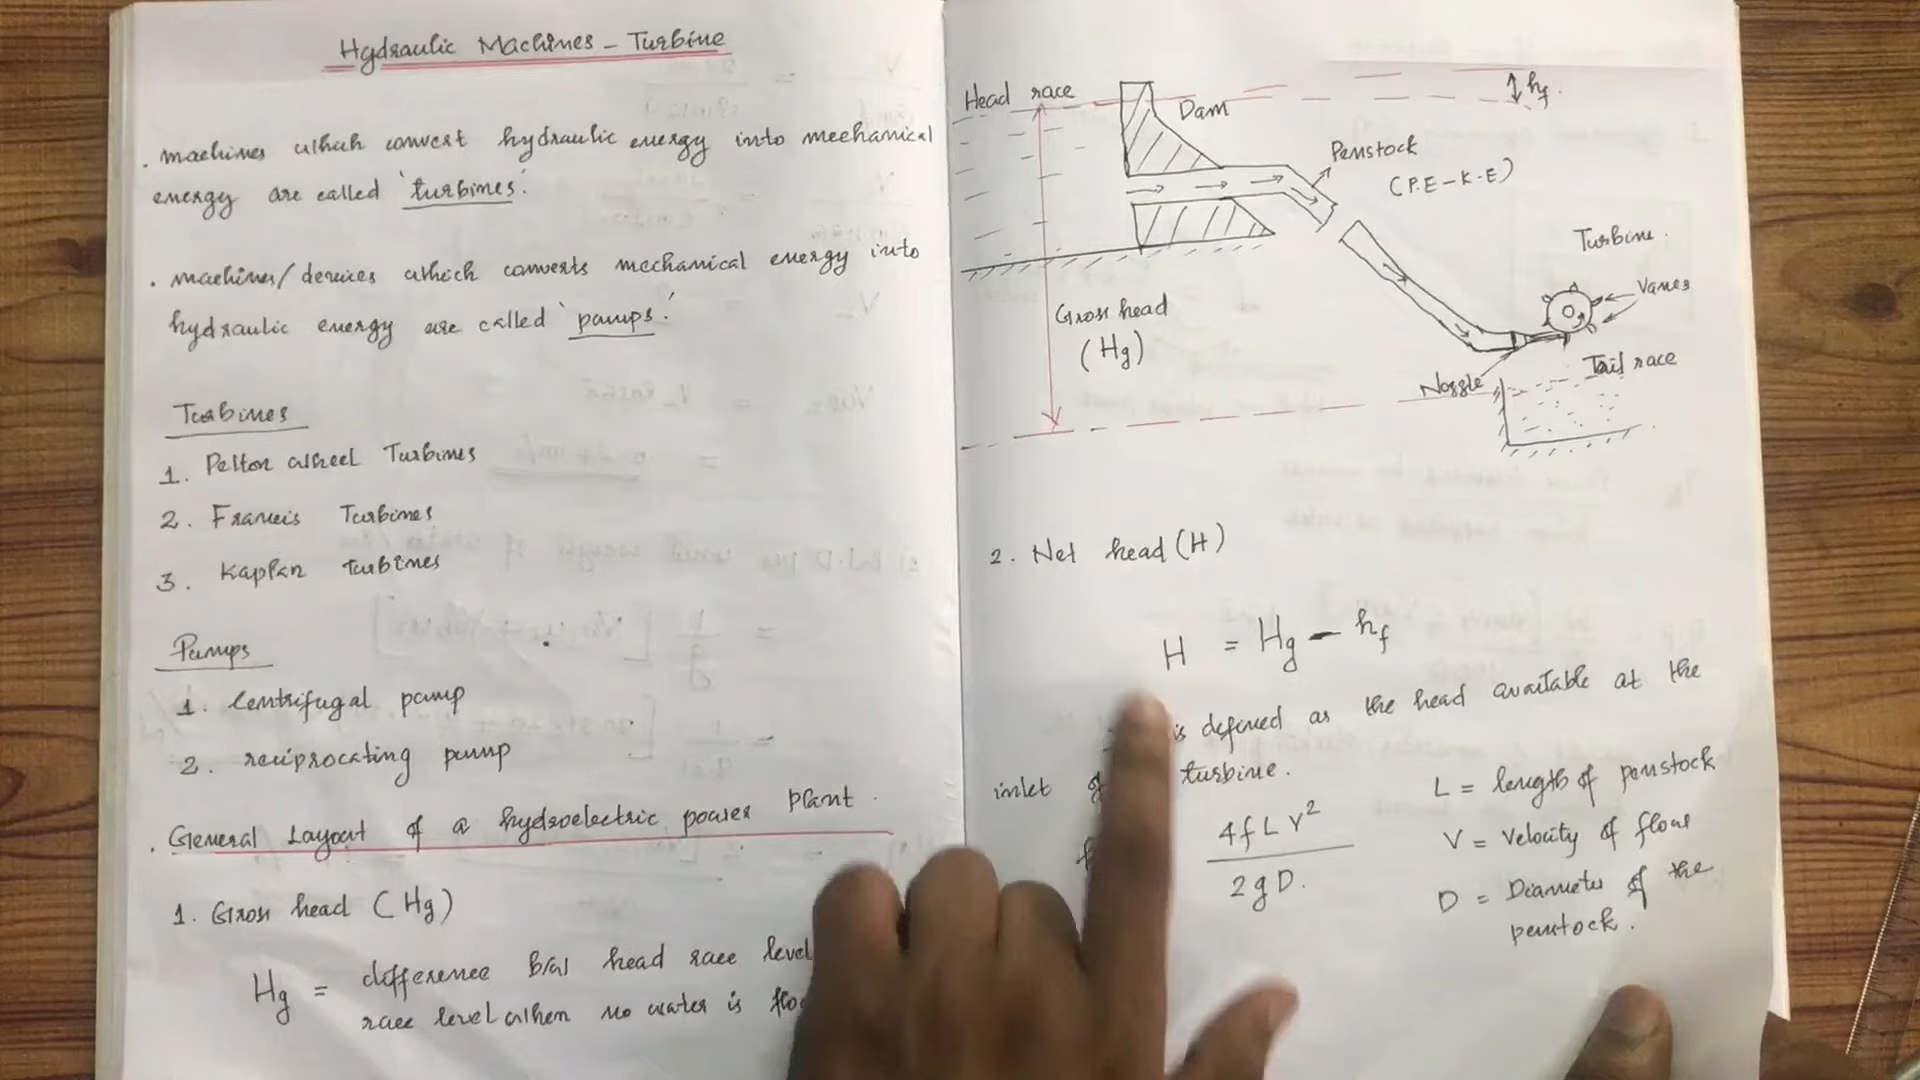 Hydraulic Machines - Turbine
. machines which convert hydraulic energy into mechanical
energy are called 'turbines'.
. machines/devices which converts mechanical energy into
hydraulic energy are called 'pumps'.
Turbines
1. Pelton wheel Turbines
2. Francis Turbines
3. Kaplan turbines
Pumps
1. Centrifugal pump
2. reciprocating pump
. General Layout of a hydroelectric power plant.
1. Gross head (Hg)
Hg = difference b/w head race level
race level when no water is flo
Head race
Dam
hf.
Penstock
(P.E-K.E)
Turbine.
Vanes
Gross head
(Hg)
Nozzle
Tail race
2. Net head (H)
H = Hg - hf
is defined as the head available at the
inlet of turbine.
4fLV²
2gD.
L = length of penstock
V = Velocity of flow
D = Diameter of the
penstock.